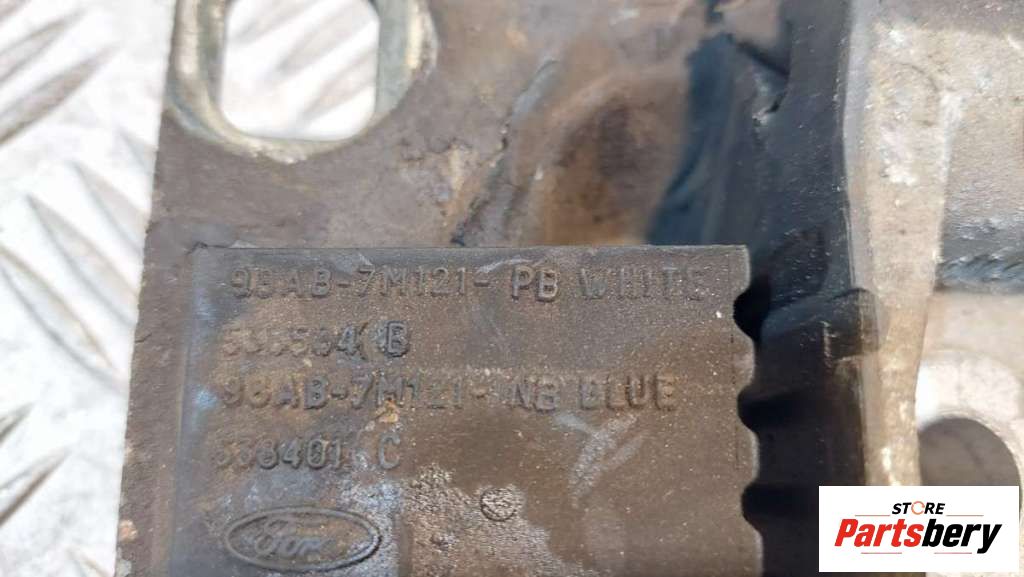 98AB-7M121- PB WHITE
B
98AB-7M121- NB BLUE
C
Ford
STORE
Partsbery